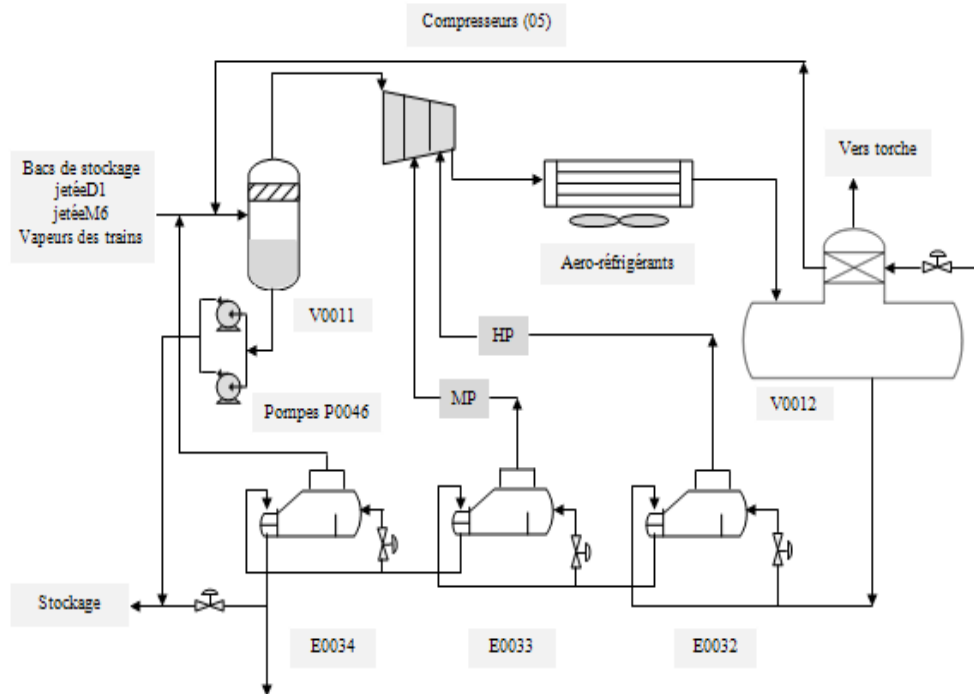 Compresseurs (05)
Bacs de stockage
jetéeD1
jetéeM6
Vapeurs des trains
Vers torche
Aero-réfrigérants
V0011
HP
MP
V0012
Pompes P0046
Stockage
E0034
E0033
E0032